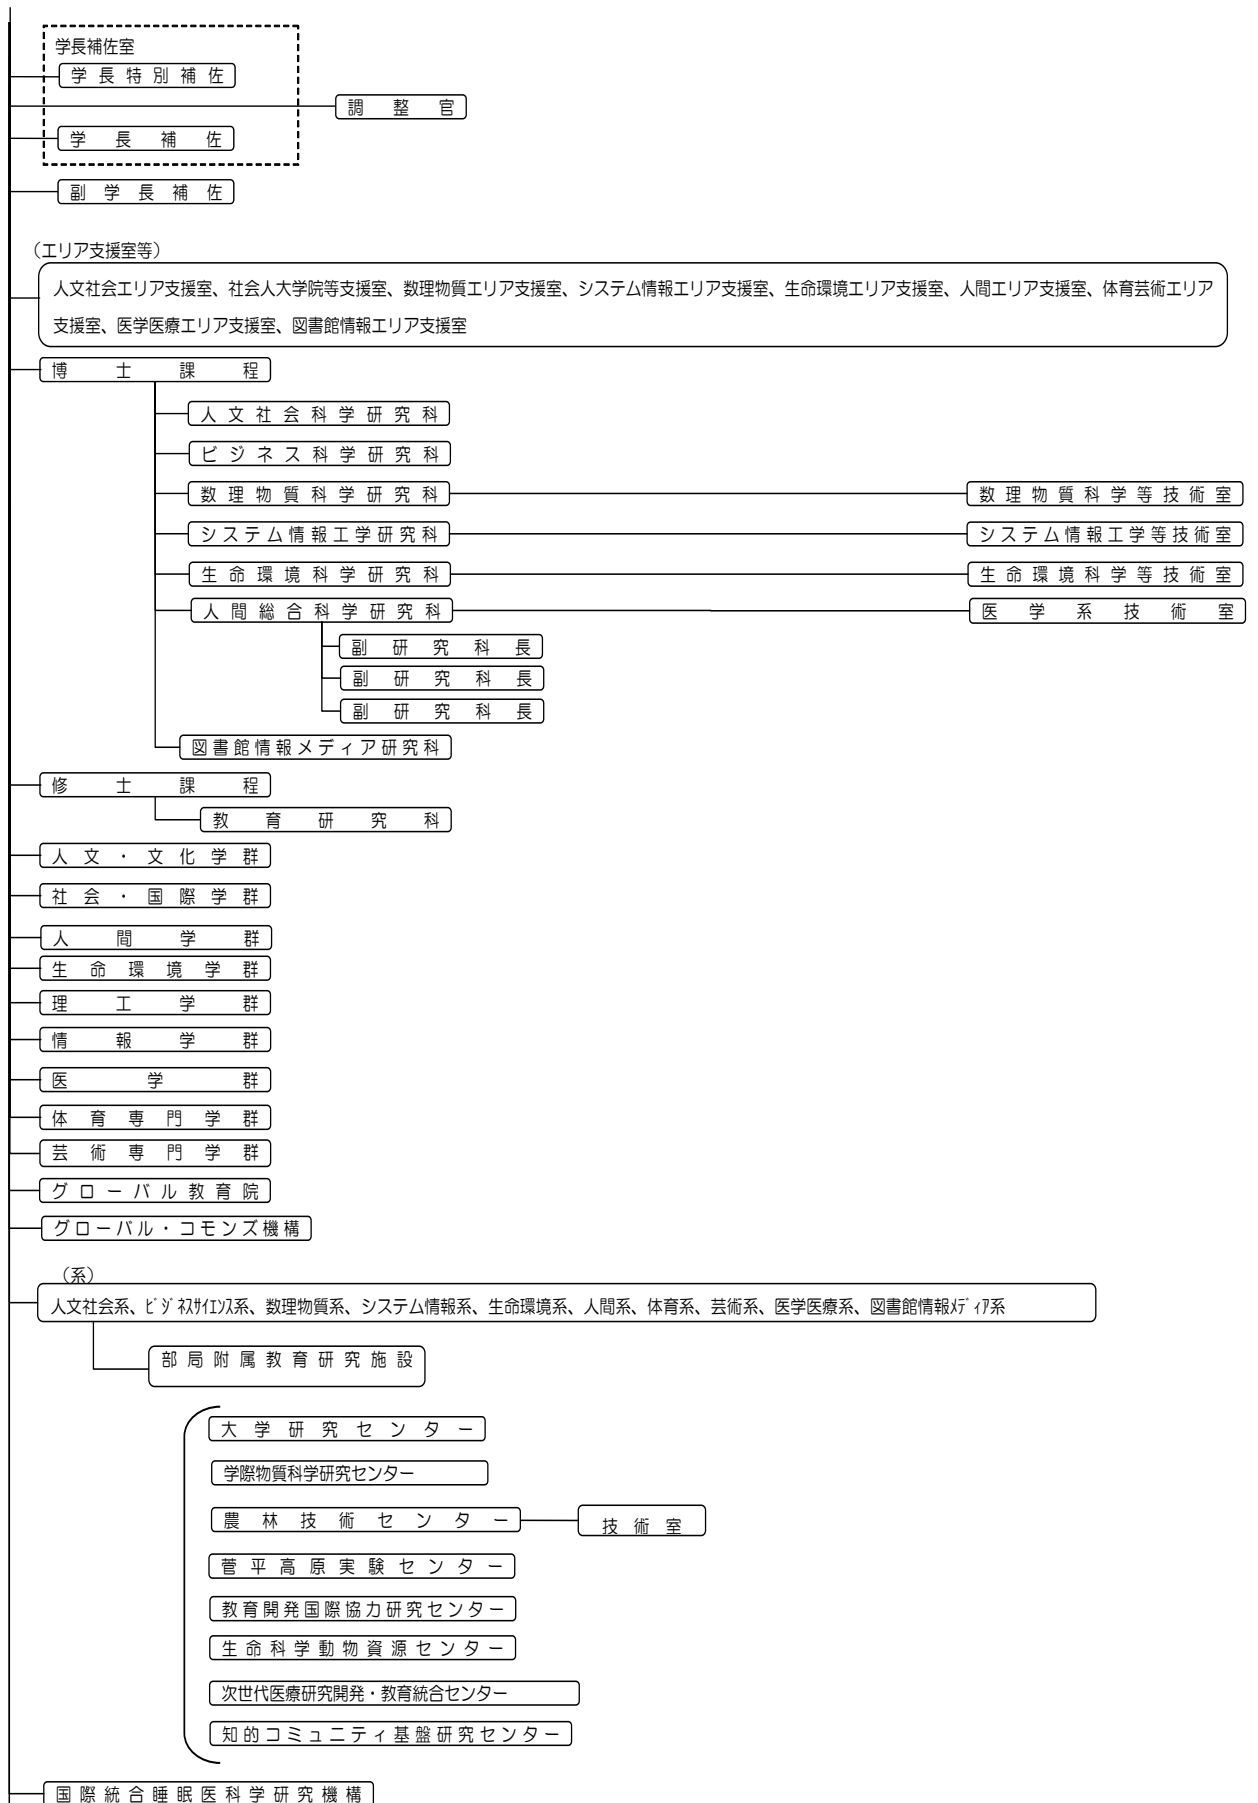 学長補佐室
学長特別補佐
調整官
学長補佐
副学長補佐
（エリア支援室等）
人文社会エリア支援室、社会人大学院等支援室、数理物質エリア支援室、システム情報エリア支援室、生命環境エリア支援室、人間エリア支援室、体育芸術エリア
支援室、医学医療エリア支援室、図書館情報エリア支援室
博士課程
人文社会科学研究科
ビジネス科学研究科
数理物質科学研究科 数理物質科学等技術室
システム情報工学研究科 システム情報工学等技術室
生命環境科学研究科 生命環境科学等技術室
人間総合科学研究科 医学系技術室
副研究科長
副研究科長
副研究科長
図書館情報メディア研究科
修士課程
教育研究科
人文・文化学群
社会・国際学群
人間学群
生命環境学群
理工学群
情報学群
医学群
体育専門学群
芸術専門学群
グローバル教育院
グローバル・コモンズ機構
（系）
人文社会系、ﾋﾞｼﾞﾈｽｻｲｴﾝｽ系、数理物質系、システム情報系、生命環境系、人間系、体育系、芸術系、医学医療系、図書館情報ﾒﾃﾞｨｱ系
部局附属教育研究施設
大学研究センター
学際物質科学研究センター
農林技術センター 技術室
菅平高原実験センター
教育開発国際協力研究センター
生命科学動物資源センター
次世代医療研究開発・教育統合センター
知的コミュニティ基盤研究センター
国際統合睡眠医科学研究機構